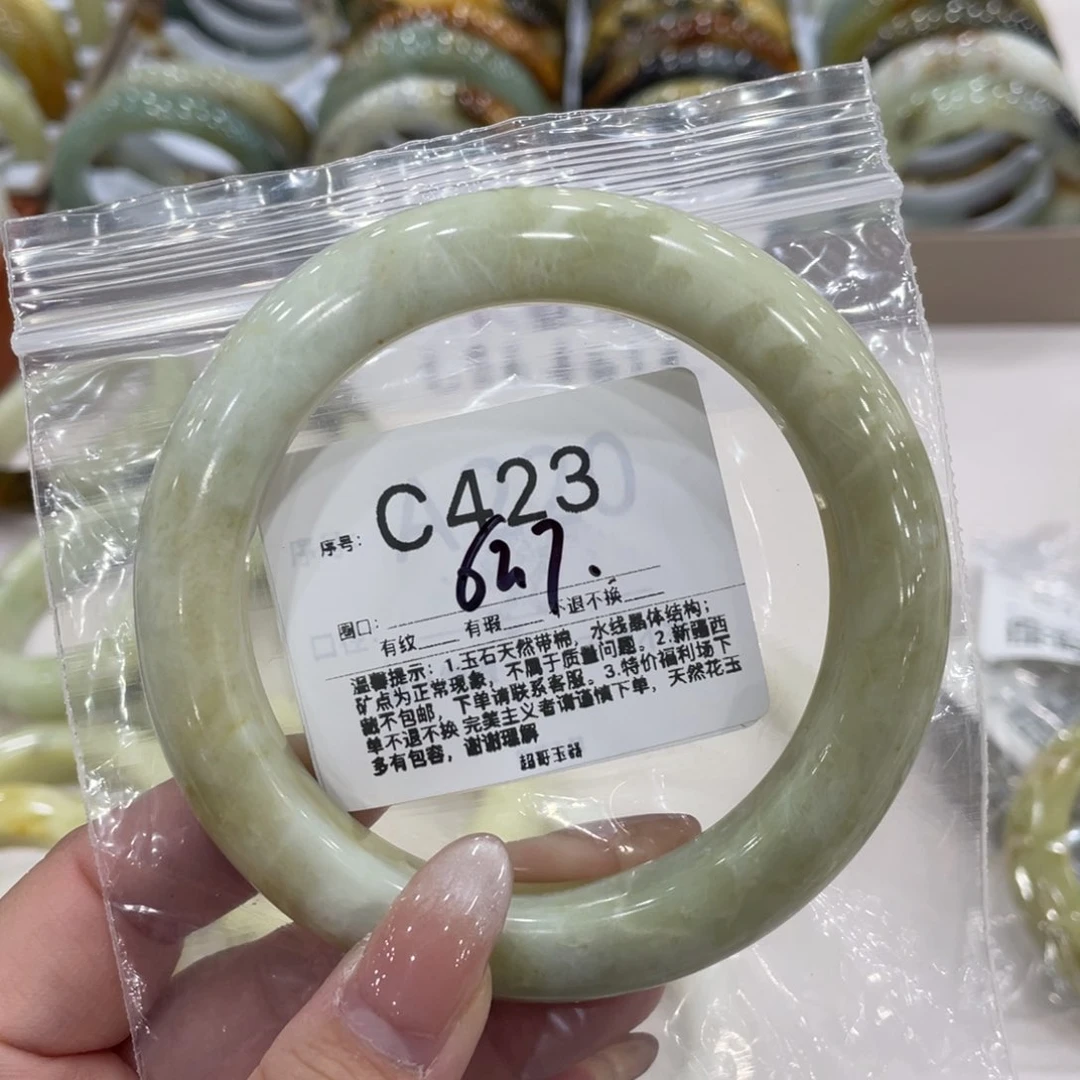 序号: C423
627.
圈口:
有纹 有瑕 不退不换
温馨提示：1.玉石天然带棉，水线晶体结构；
矿点为正常现象，不属于质量问题。2.新疆西
藏不包邮，下单请联系客服。3.特价福利场下
单不退不换 完美主义者请谨慎下单，天然花玉
多有包容，谢谢理解